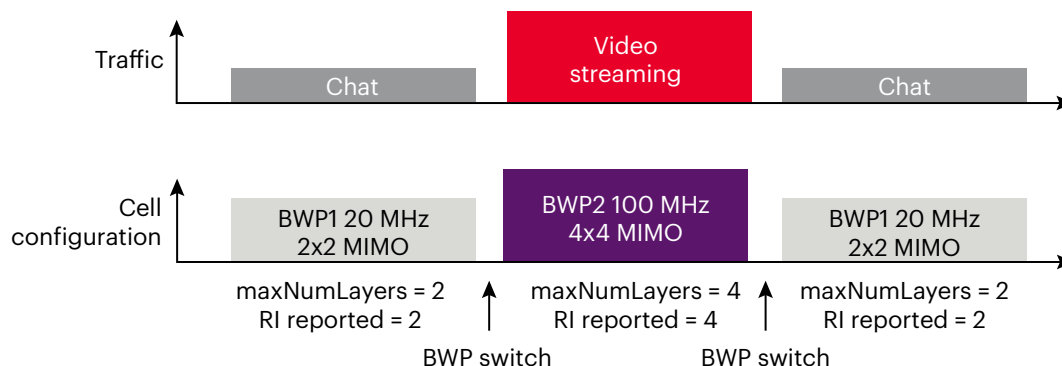 Traffic
Chat
Video
streaming
Chat
Cell
configuration
BWP1 20 MHz
2x2 MIMO
BWP2 100 MHz
4x4 MIMO
BWP1 20 MHz
2x2 MIMO
maxNumLayers = 2
RI reported = 2
maxNumLayers = 4
RI reported = 4
maxNumLayers = 2
RI reported = 2
BWP switch
BWP switch